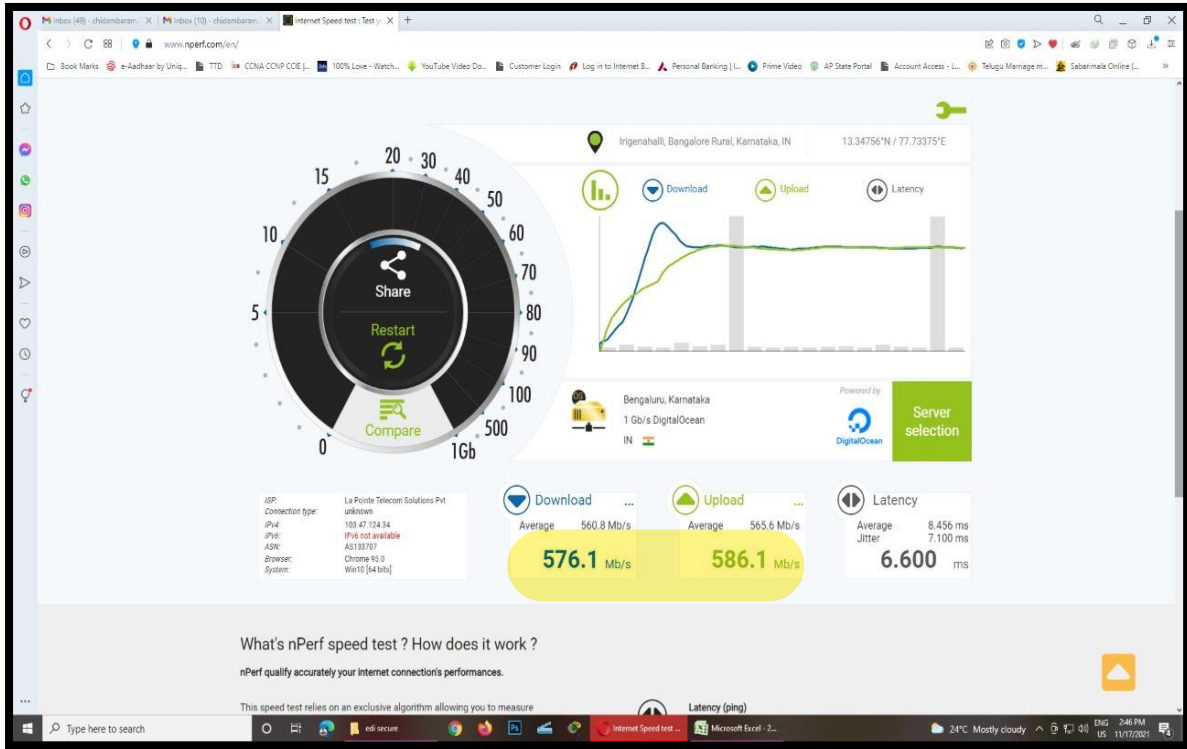 Inbox (49) - chidambaram.
Inbox (10) - chidambaram.
Internet Speed test : Test y
www.nperf.com/en/
Book Marks
e-Aadhaar by Uniq...
TTD
CCNA CCNP CCIE |...
100% Love - Watch...
YouTube Video Do...
Customer Login
Log in to Internet B...
Personal Banking | L...
Prime Video
AP State Portal
Account Access - L...
Telugu Marriage m...
Sabarimala Online (...
Irigenahalli, Bangalore Rural, Karnataka, IN
13.34756°N / 77.73375°E
Download
Upload
Latency
0
5
10
15
20
30
40
50
60
70
80
90
100
500
1Gb
Share
Restart
Compare
Bengaluru, Karnataka
1 Gb/s DigitalOcean
IN
Powered by
DigitalOcean
Server
selection
ISP: La Pointe Telecom Solutions Pvt
Connection type: unknown
IPv4: 103.47.124.34
IPv6: IPv6 not available
ASN: AS133707
Browser: Chrome 95.0
System: Win10 [64 bits]
Download ...
Average 560.8 Mb/s
576.1 Mb/s
Upload ...
Average 565.6 Mb/s
586.1 Mb/s
Latency
Average 8.456 ms
Jitter 7.100 ms
6.600 ms
What's nPerf speed test ? How does it work ?
nPerf qualify accurately your internet connection's performances.
This speed test relies on an exclusive algorithm allowing you to measure
Latency (ping)
Type here to search
edi secure
Internet Speed test ...
Microsoft Excel - 2...
24°C Mostly cloudy
ENG
US
2:46 PM
11/17/2021